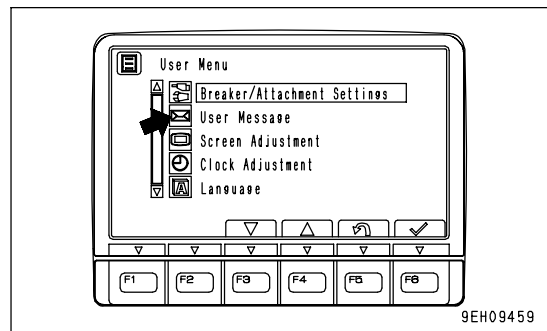 User Menu
Breaker/Attachment Settings
User Message
Screen Adjustment
Clock Adjustment
A Language
F1 F2 F3 F4 F5 F6
9EH09459